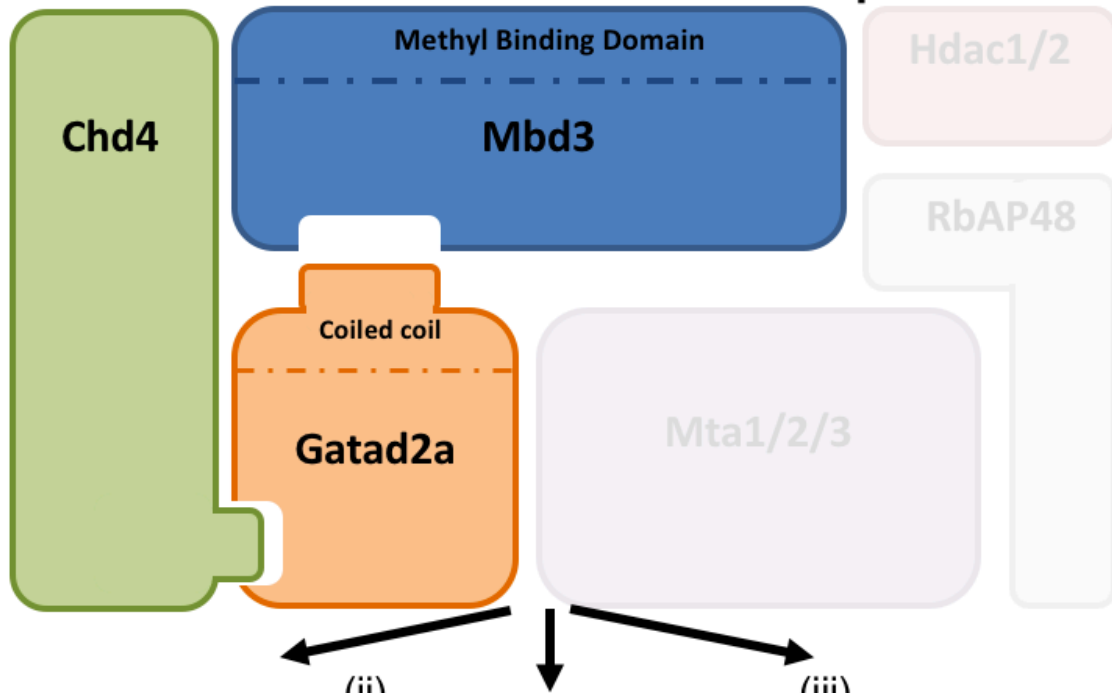 Methyl Binding Domain
Hdac1/2
Chd4
Mbd3
RbAP48
Coiled coil
Mta1/2/3
Gatad2a
(ii)
(iii)